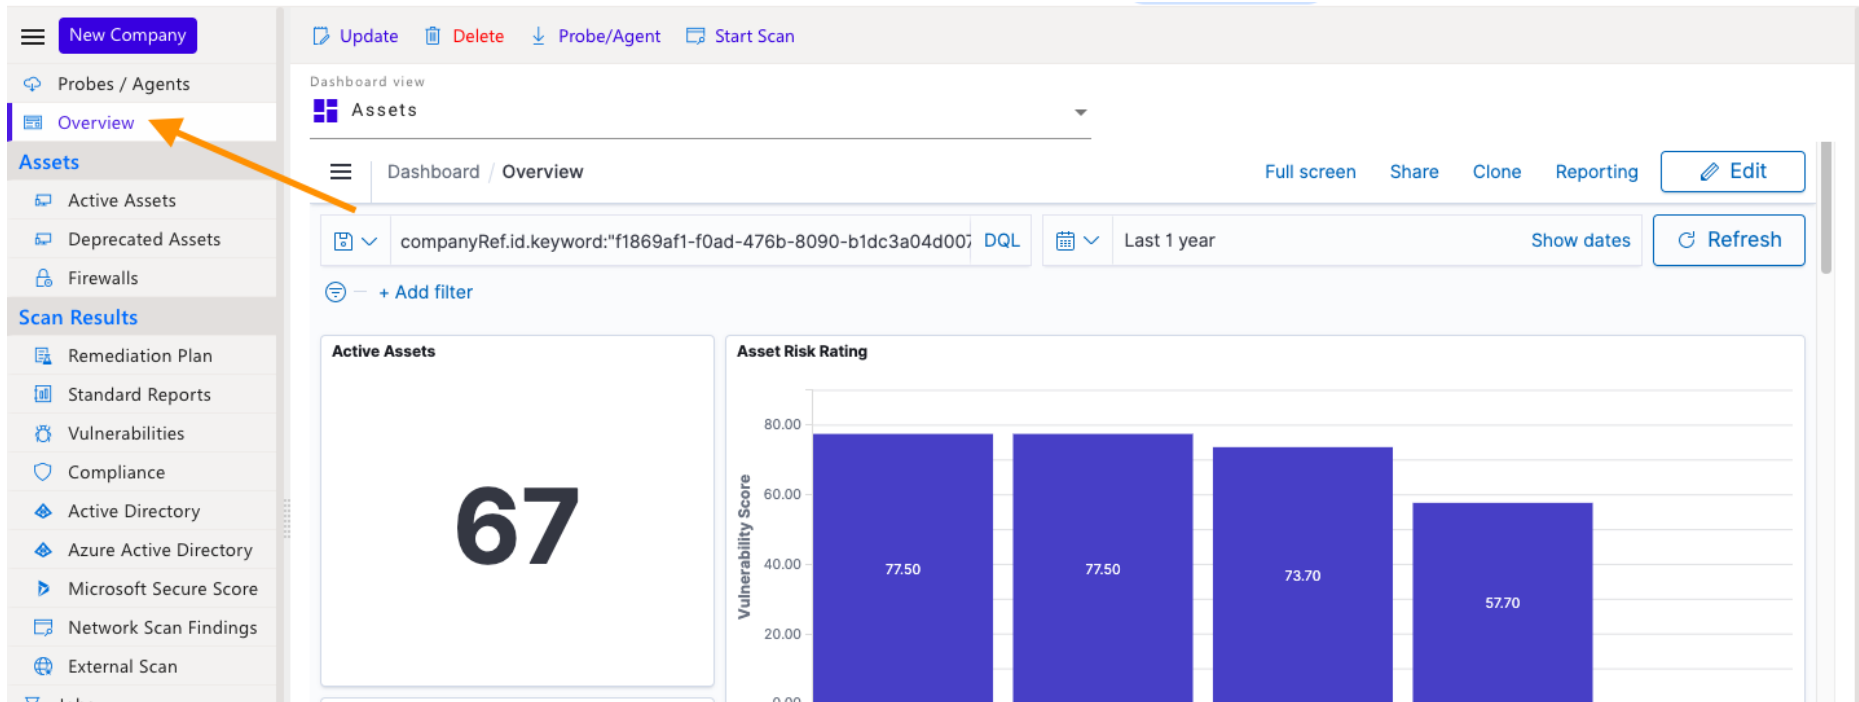 New Company
Update Delete Probe/Agent Start Scan
Probes / Agents
Overview
Assets
Active Assets
Deprecated Assets
Firewalls
Scan Results
Remediation Plan
Standard Reports
Vulnerabilities
Compliance
Active Directory
Azure Active Directory
Microsoft Secure Score
Network Scan Findings
External Scan
Dashboard view
Assets
Dashboard / Overview
Full screen Share Clone Reporting Edit
companyRef.id.keyword:"f1869af1-f0ad-476b-8090-b1dc3a04d007 DQL
Last 1 year Show dates Refresh
+ Add filter
Active Assets
67
Asset Risk Rating
Vulnerability Score
80.00
60.00
40.00
20.00
0.00
77.50
77.50
73.70
57.70